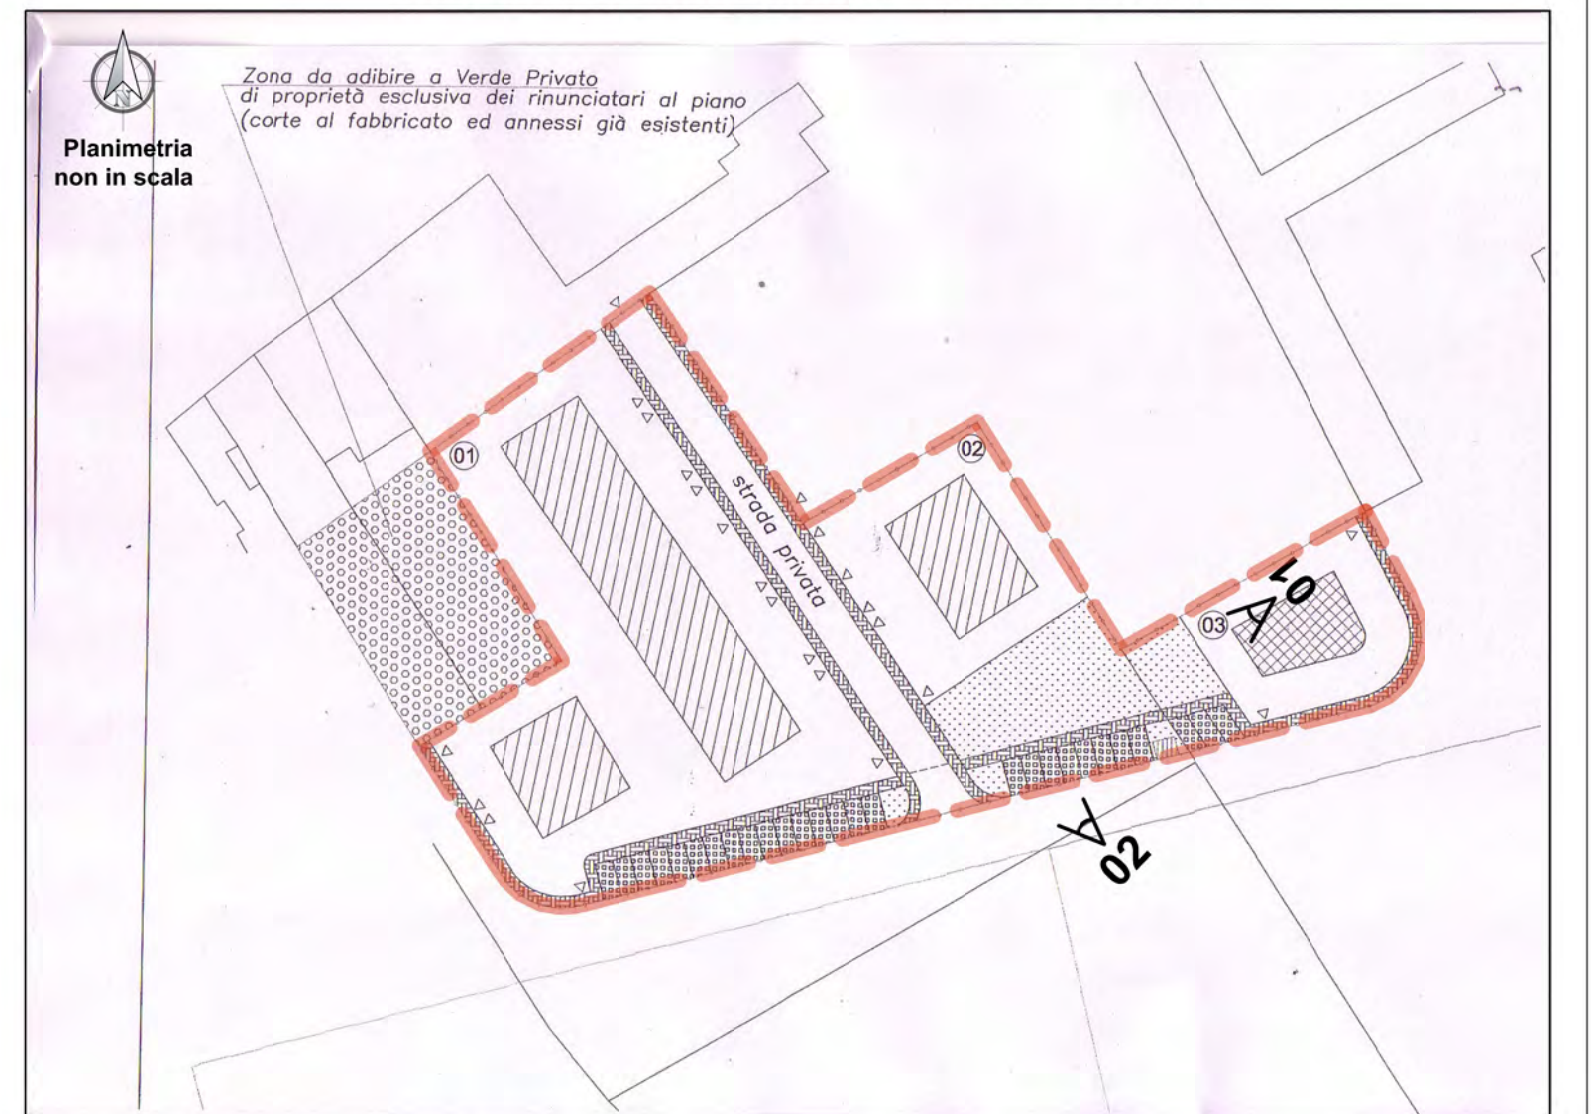 Zona da adibire a Verde Privato
di proprietà esclusiva dei rinunciatari al piano
(corte al fabbricato ed annessi già esistenti)
N
Planimetria
non in scala
01
02
strada privata
03
01
02